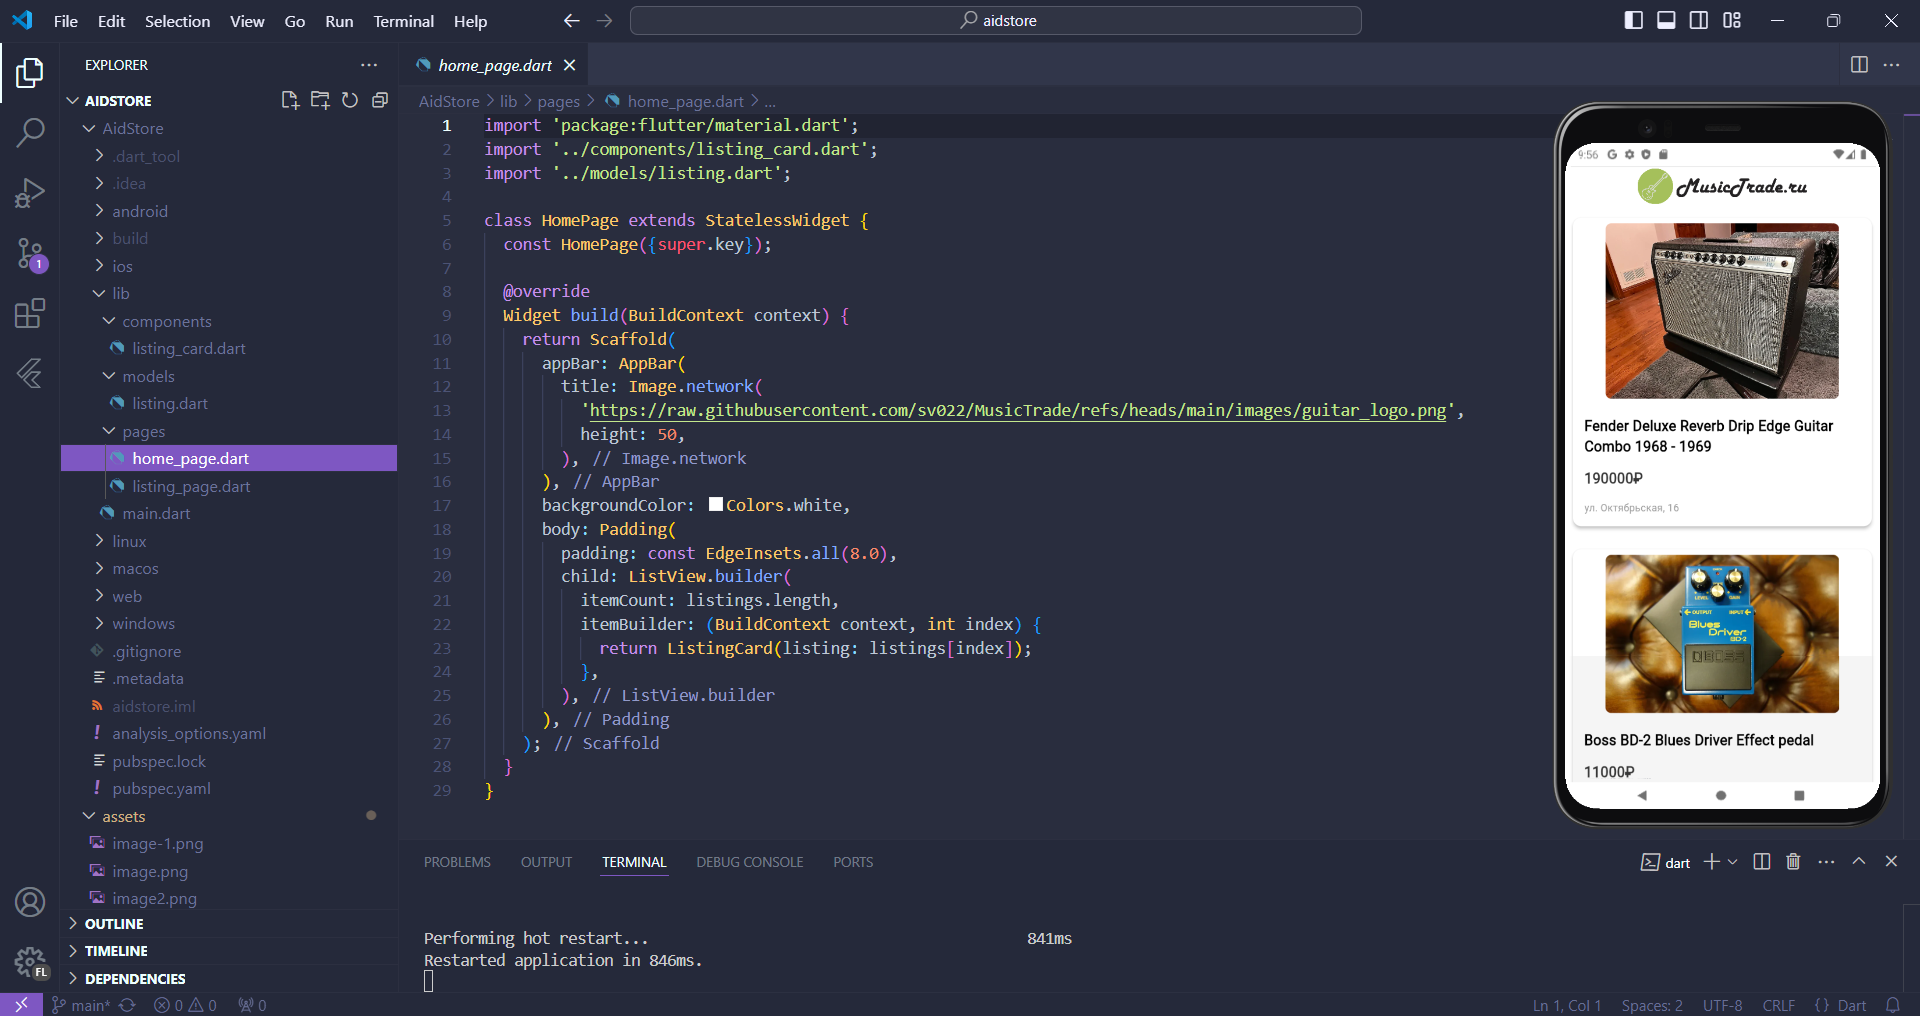 File Edit Selection View Go Run Terminal Help
aidstore
EXPLORER
AIDSTORE
AidStore
.dart_tool
.idea
android
build
ios
lib
components
listing_card.dart
models
listing.dart
pages
home_page.dart
listing_page.dart
main.dart
linux
macos
web
windows
.gitignore
.metadata
aidstore.iml
analysis_options.yaml
pubspec.lock
pubspec.yaml
assets
image-1.png
image.png
image2.png
OUTLINE
TIMELINE
DEPENDENCIES
1
FL
home_page.dart
AidStore > lib > pages > home_page.dart > ...
1 import 'package:flutter/material.dart';
2 import '../components/listing_card.dart';
3 import '../models/listing.dart';
4
5 class HomePage extends StatelessWidget {
6 const HomePage({super.key});
7
8 @override
9 Widget build(BuildContext context) {
10 return Scaffold(
11 appBar: AppBar(
12 title: Image.network(
13 'https://raw.githubusercontent.com/sv022/MusicTrade/refs/heads/main/images/guitar_logo.png',
14 height: 50,
15 ), // Image.network
16 ), // AppBar
17 backgroundColor: Colors.white,
18 body: Padding(
19 padding: const EdgeInsets.all(8.0),
20 child: ListView.builder(
21 itemCount: listings.length,
22 itemBuilder: (BuildContext context, int index) {
23 return ListingCard(listing: listings[index]);
24 },
25 ), // ListView.builder
26 ), // Padding
27 ); // Scaffold
28 }
29 }
9:56
MusicTrade.ru
Fender Deluxe Reverb Drip Edge Guitar
Combo 1968 - 1969
190000₽
ул. Октябрьская, 16
LEVEL GAIN
OUTPUT INPUT
Blues
Driver
BD-2
BOSS
Boss BD-2 Blues Driver Effect pedal
11000₽
PROBLEMS OUTPUT TERMINAL DEBUG CONSOLE PORTS
dart
Performing hot restart... 841ms
Restarted application in 846ms.
main* 0 0 0
Ln 1, Col 1 Spaces: 2 UTF-8 CRLF {} Dart